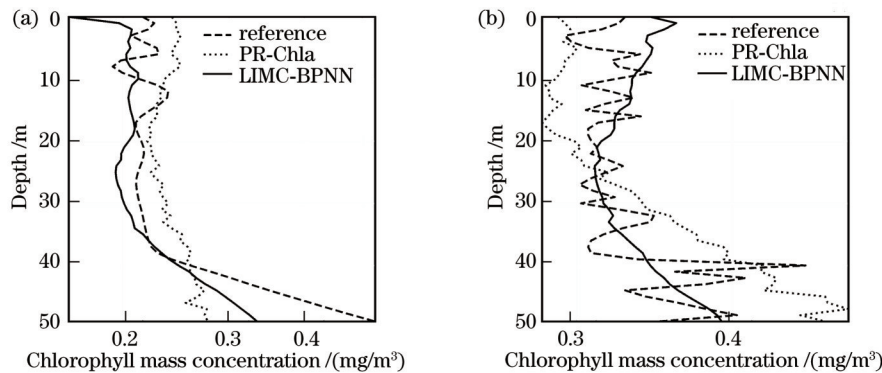 (a)
reference
PR-Chla
LIMC-BPNN
0
10
20
30
40
50
Depth /m
0.2 0.3 0.4
Chlorophyll mass concentration /(mg/m³)
(b)
reference
PR-Chla
LIMC-BPNN
0
10
20
30
40
50
Depth /m
0.3 0.4
Chlorophyll mass concentration /(mg/m³)